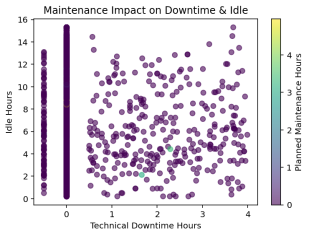 Maintenance Impact on Downtime & Idle
16
14
12
10
8
6
4
2
0
Idle Hours
0 1 2 3 4
Technical Downtime Hours
4
3
2
1
0
Planned Maintenance Hours